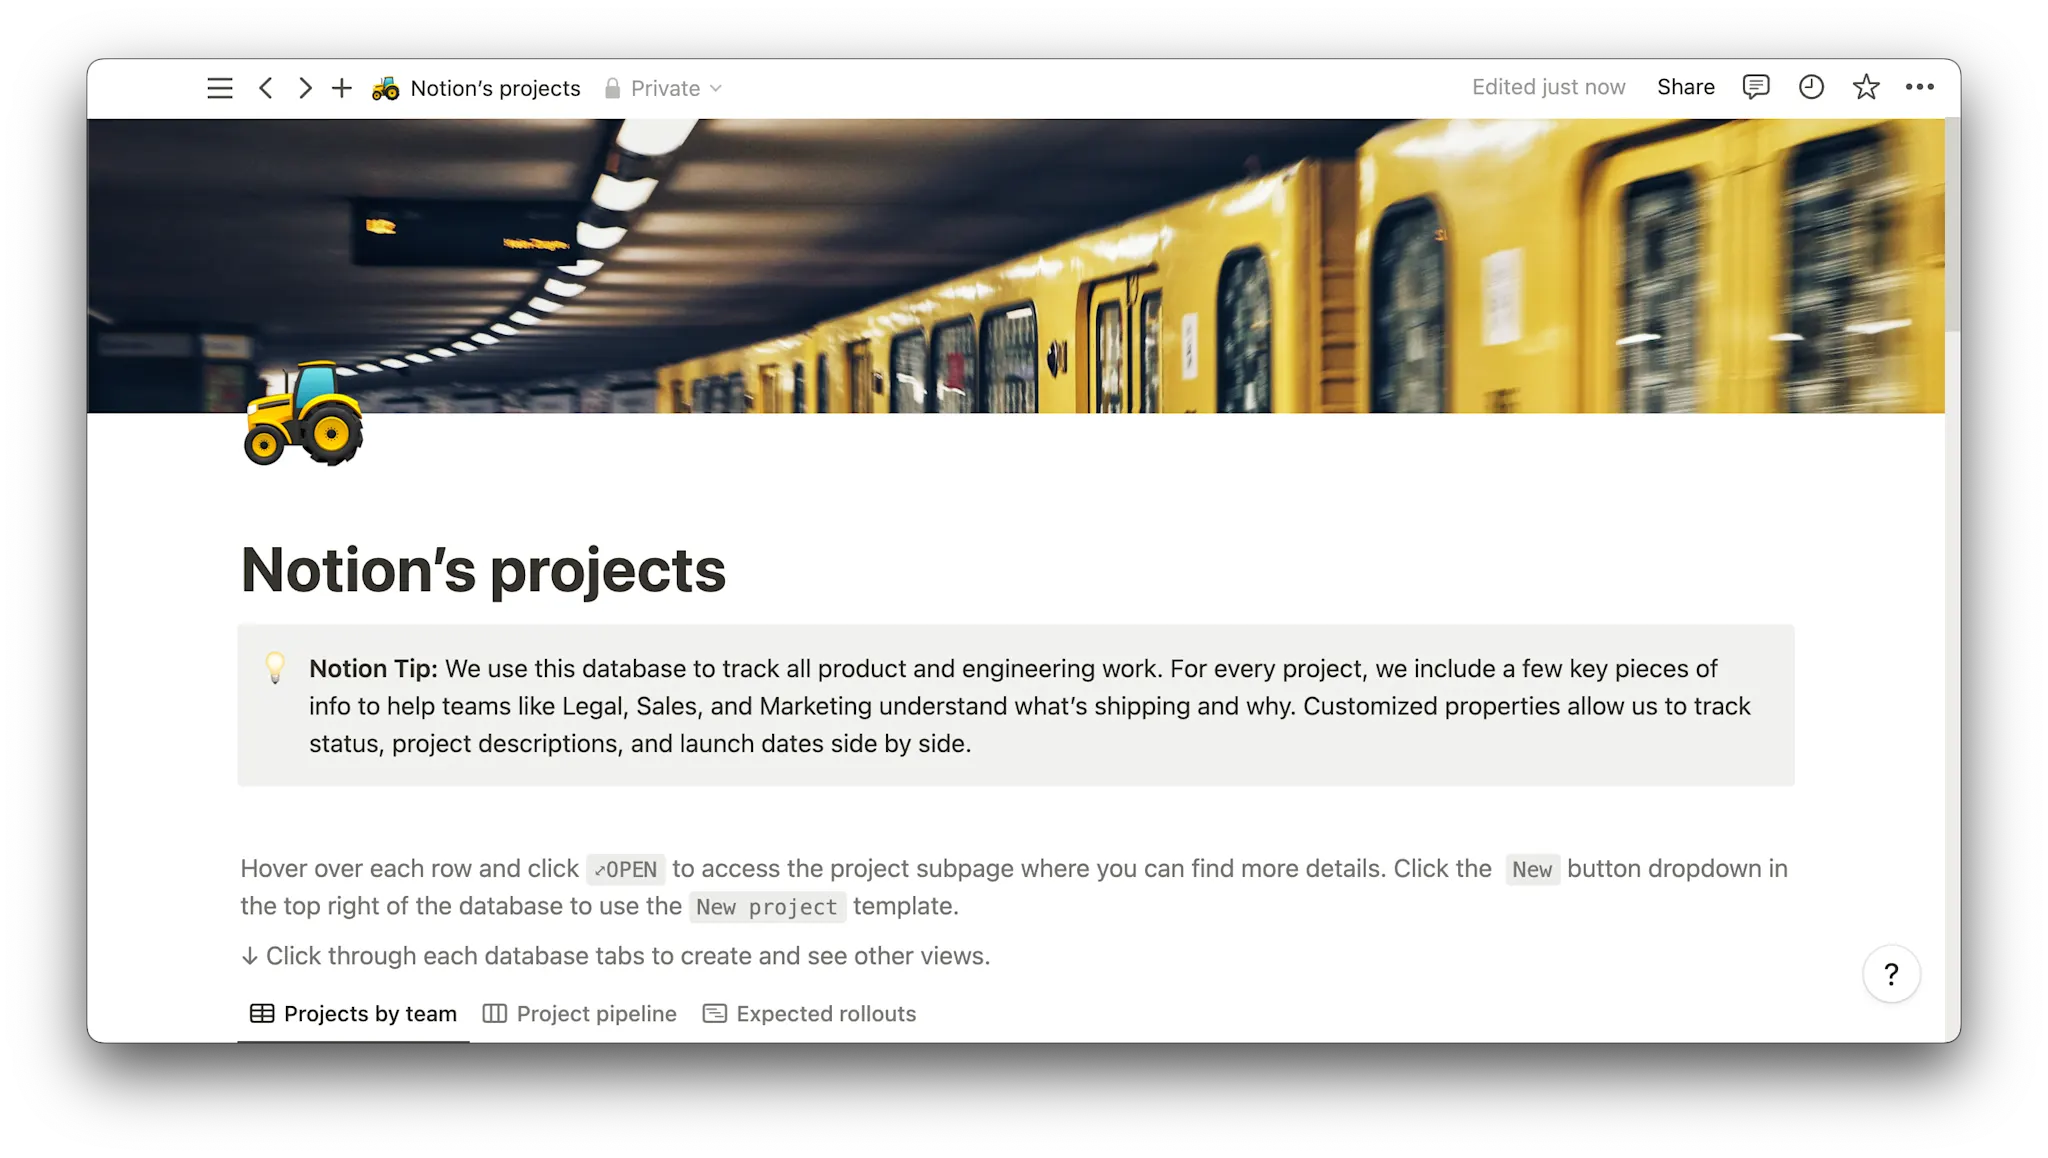 Notion’s projects Private Edited just now Share
Notion’s projects
Notion Tip: We use this database to track all product and engineering work. For every project, we include a few key pieces of
info to help teams like Legal, Sales, and Marketing understand what’s shipping and why. Customized properties allow us to track
status, project descriptions, and launch dates side by side.
Hover over each row and click ⤢OPEN to access the project subpage where you can find more details. Click the New button dropdown in
the top right of the database to use the New project template.
↓ Click through each database tabs to create and see other views.
?
Projects by team Project pipeline Expected rollouts